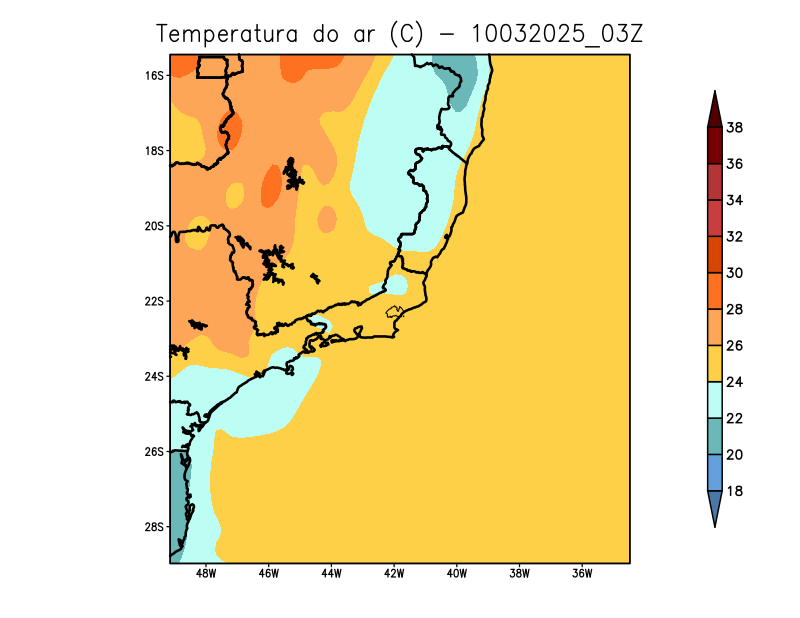 Temperatura do ar (C) – 10032025_03Z
16S
18S
20S
22S
24S
26S
28S
48W 46W 44W 42W 40W 38W 36W
38
36
34
32
30
28
26
24
22
20
18